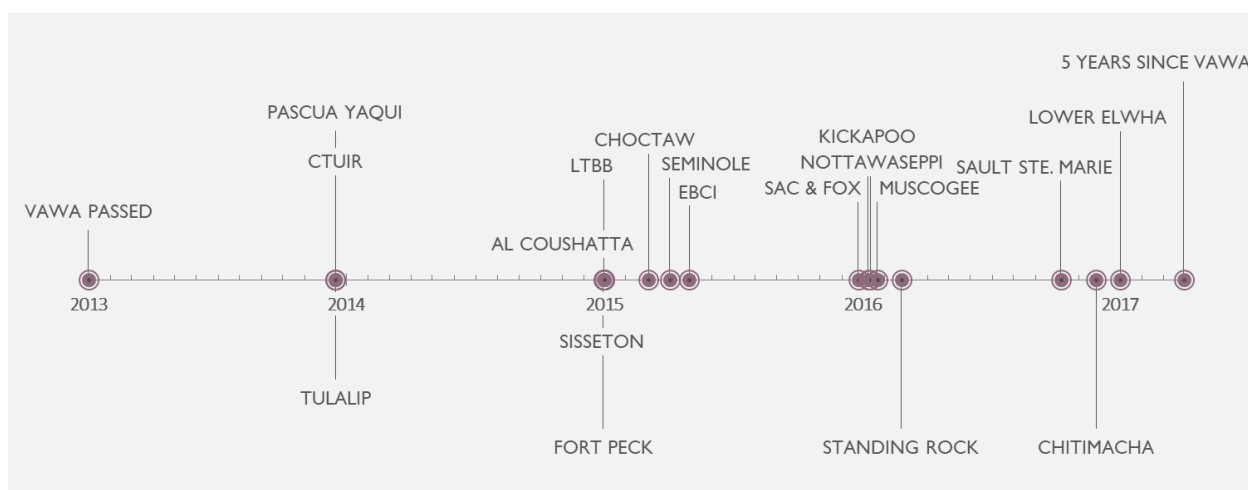 5 YEARS SINCE VAWA
PASCUA YAQUI
LOWER ELWHA
CHOCTAW
KICKAPOO
CTUIR
LTBB
SEMINOLE
NOTTAWASEPPI
SAULT STE. MARIE
EBCI
SAC & FOX
MUSCOGEE
VAWA PASSED
AL COUSHATTA
2013
2014
2015
2016
2017
SISSETON
TULALIP
FORT PECK
STANDING ROCK
CHITIMACHA